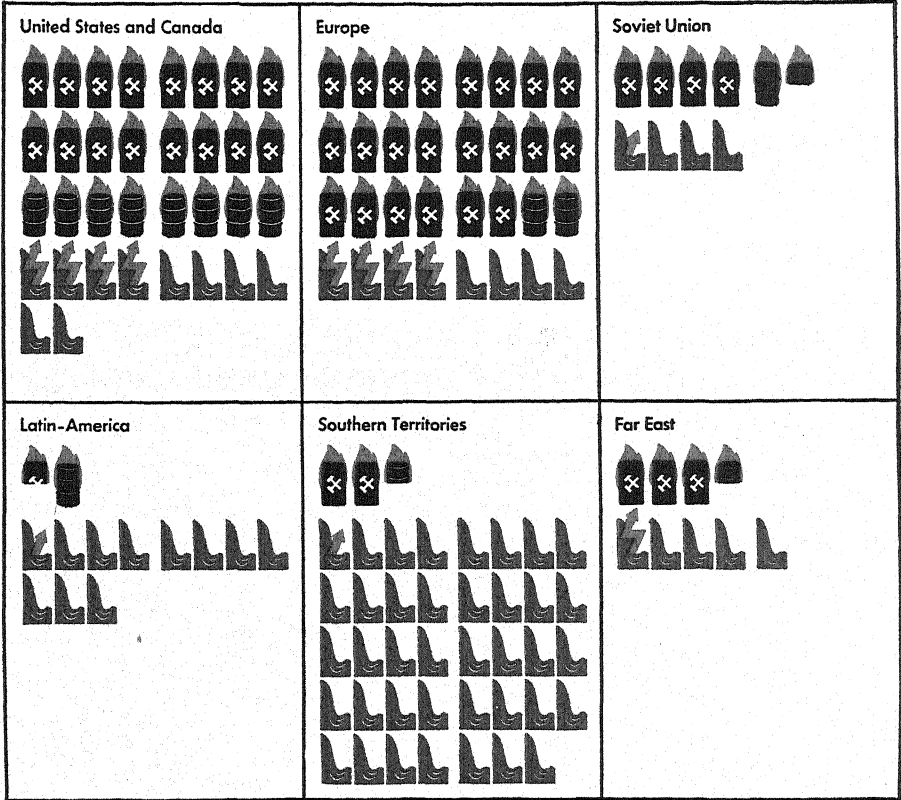 United States and Canada
Europe
Soviet Union
Latin-America
Southern Territories
Far East